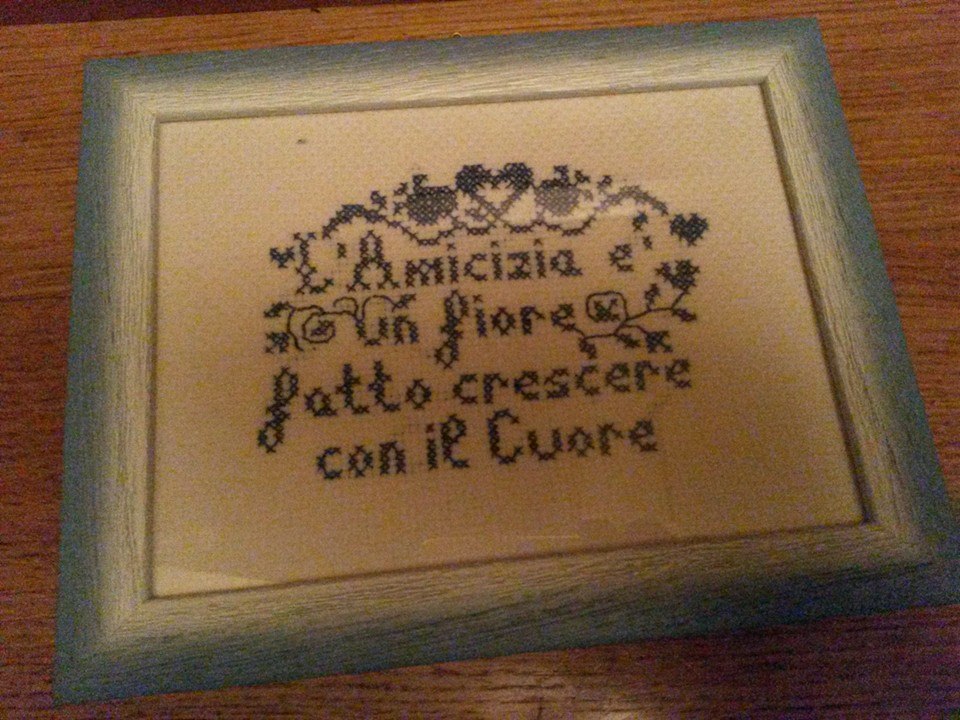 L'Amicizia e'
Un fiore
fatto crescere
con il Cuore